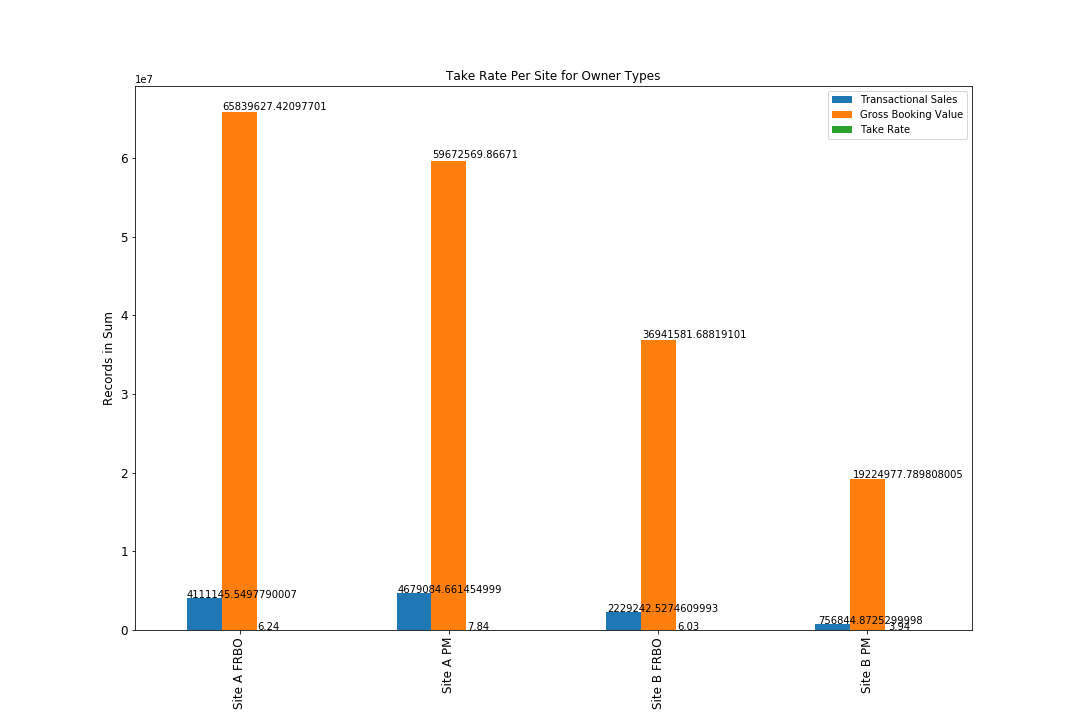 Take Rate Per Site for Owner Types
1e7
Transactional Sales
Gross Booking Value
Take Rate
65839627.42097701
59672569.86671
36941581.68819101
19224977.789808005
4111145.5497790007
4679084.661454999
2229242.5274609993
756844.8725299998
6.24
7.84
6.03
3.94
6
5
4
3
2
1
0
Records in Sum
Site A FRBO
Site A PM
Site B FRBO
Site B PM